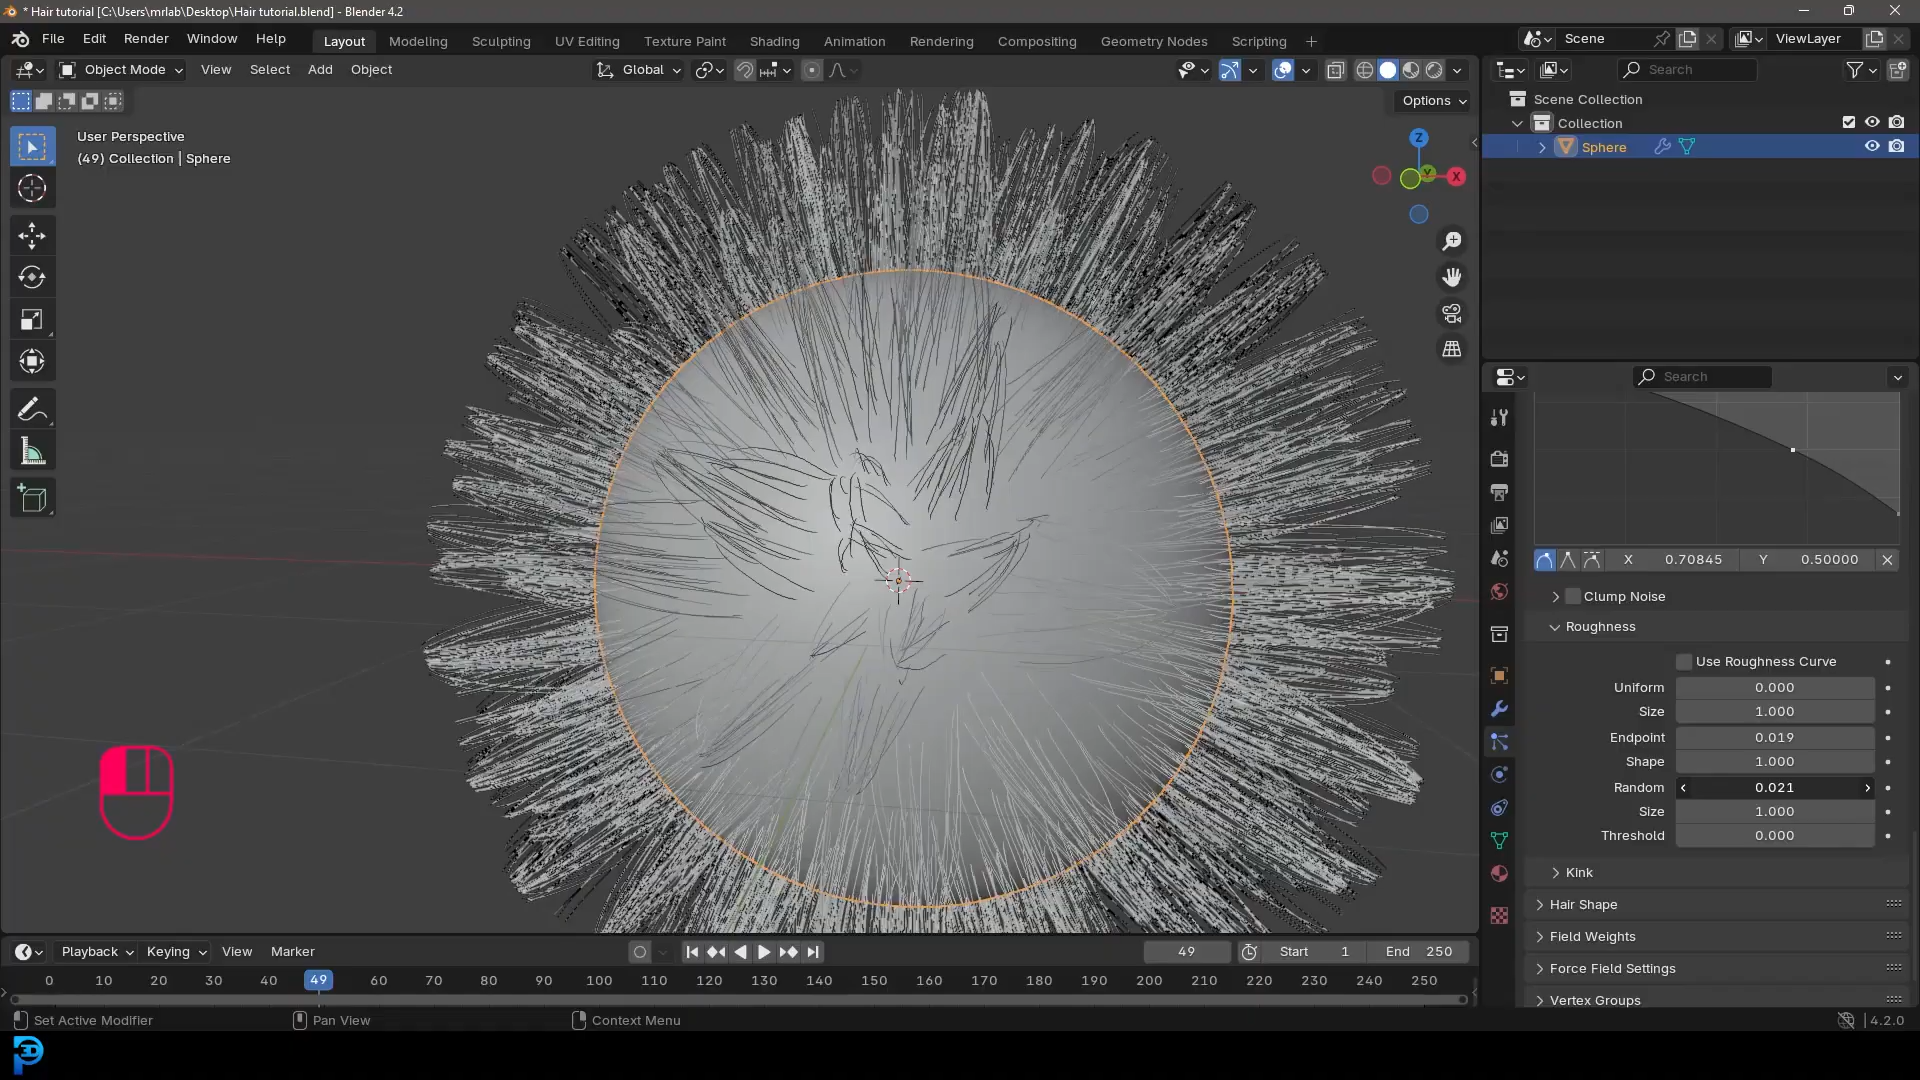 * Hair tutorial [C:\Users\mrlab\Desktop\Hair tutorial.blend] - Blender 4.2
File Edit Render Window Help
Layout Modeling Sculpting UV Editing Texture Paint Shading Animation Rendering Compositing Geometry Nodes Scripting +
Scene
ViewLayer
Object Mode View Select Add Object
Global
Options
User Perspective
(49) Collection | Sphere
Z
Y
X
Search
Scene Collection
Collection
Sphere
Search
X 0.70845 Y 0.50000
Clump Noise
Roughness
Use Roughness Curve
Uniform 0.000
Size 1.000
Endpoint 0.019
Shape 1.000
Random 0.021
Size 1.000
Threshold 0.000
Kink
Hair Shape
Field Weights
Force Field Settings
Vertex Groups
Playback Keying View Marker
49
Start 1 End 250
0 10 20 30 40 49 60 70 80 90 100 110 120 130 140 150 160 170 180 190 200 210 220 230 240 250
Set Active Modifier
Pan View
Context Menu
4.2.0
3D